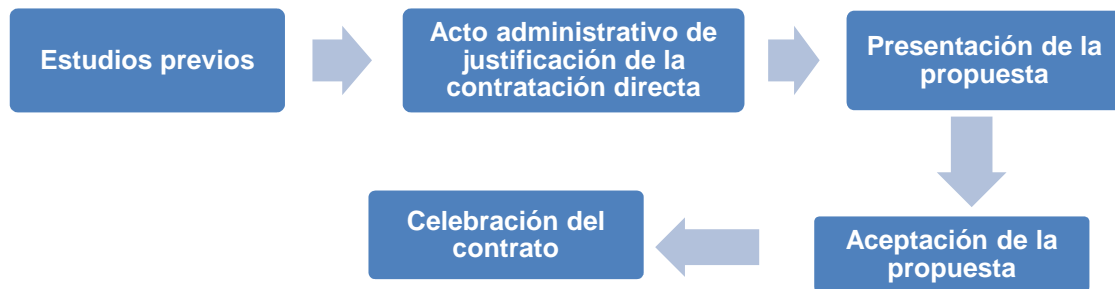 Estudios previos
Acto administrativo de
justificación de la
contratación directa
Presentación de la
propuesta
Aceptación de la
propuesta
Celebración del
contrato